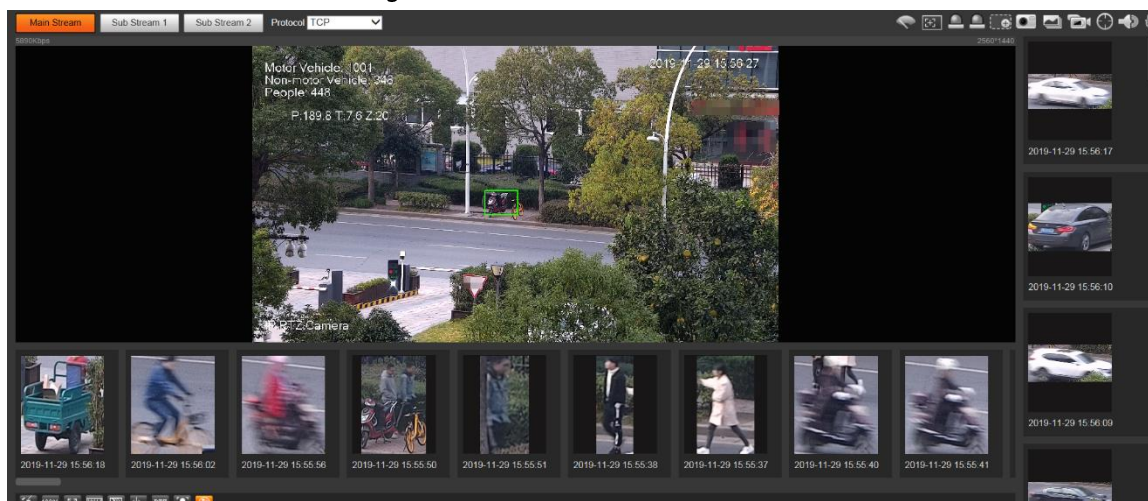 Main Stream Sub Stream 1 Sub Stream 2 Protocol TCP
5890Kbps 2560*1440
Motor Vehicle: 1001
Non-motor Vehicle: 346
People: 448
P:189.8 T:7.6 Z:20
2019-11-29 15:56:27
IP PTZ Camera
2019-11-29 15:56:17
2019-11-29 15:56:10
2019-11-29 15:56:09
2019-11-29 15:56:18 2019-11-29 15:56:02 2019-11-29 15:55:56 2019-11-29 15:55:50 2019-11-29 15:55:51 2019-11-29 15:55:38 2019-11-29 15:55:37 2019-11-29 15:55:40 2019-11-29 15:55:41